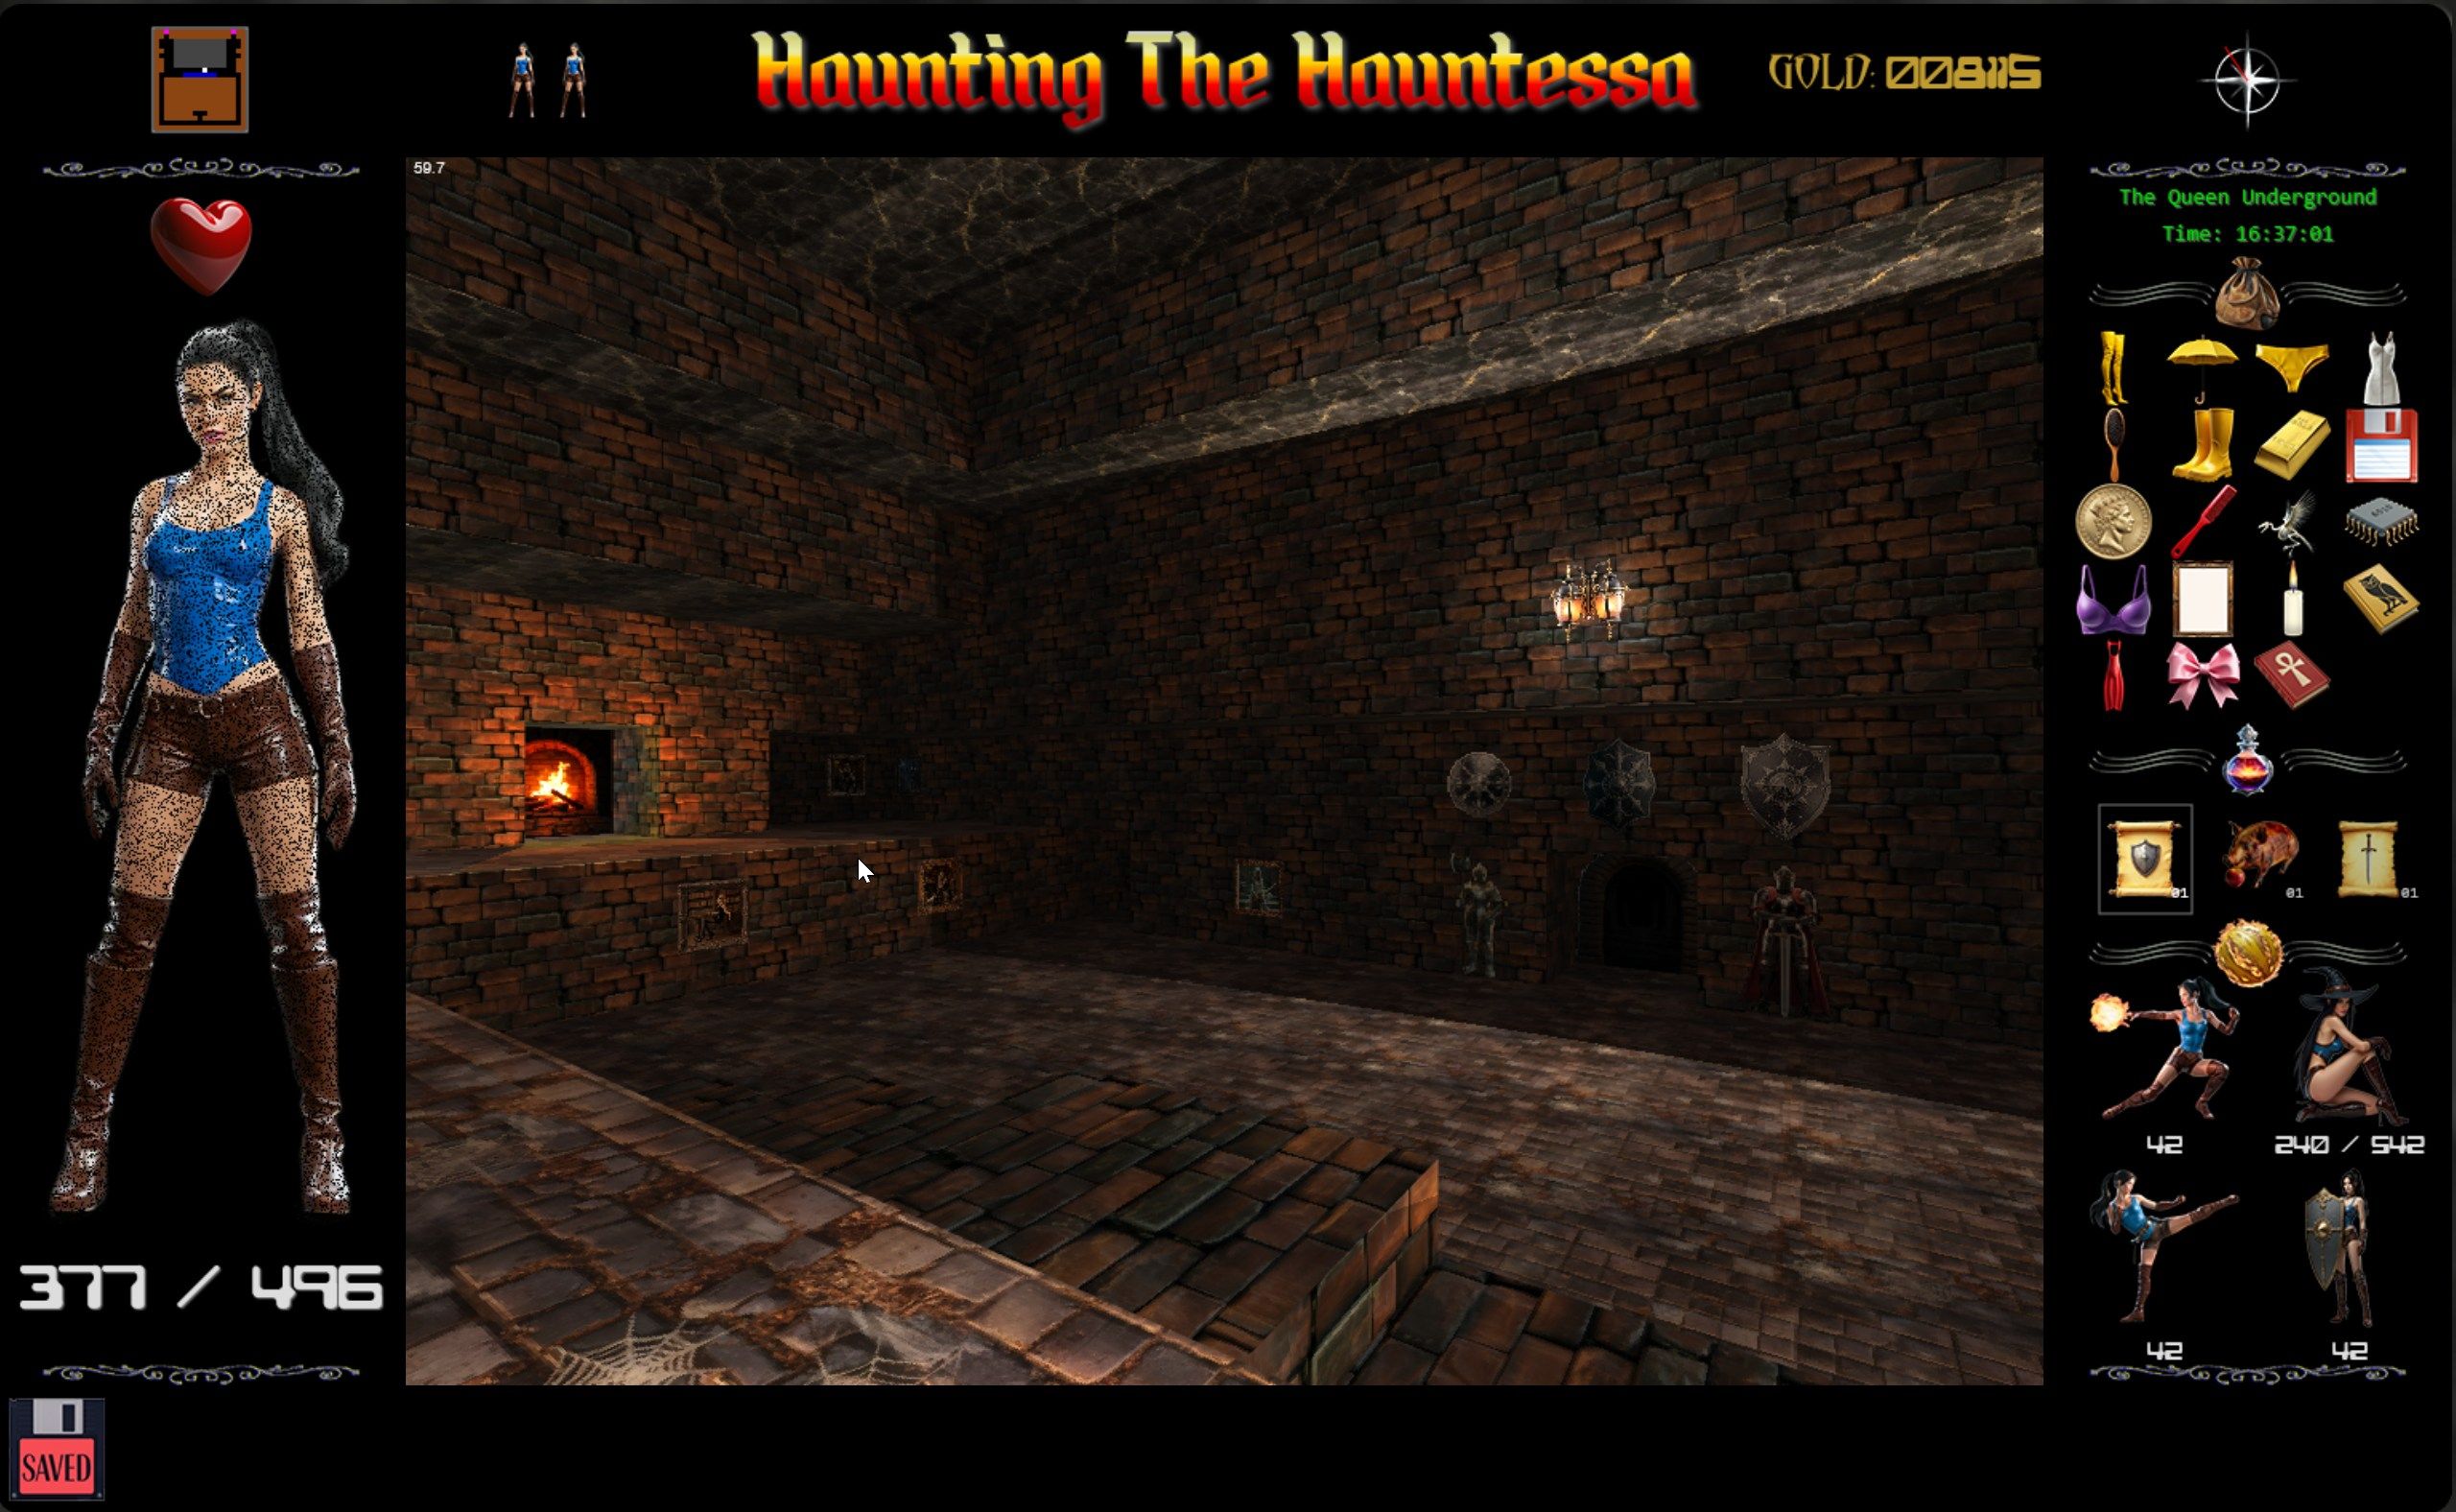 Haunting The Hauntessa
GOLD: 008115
59.7
The Queen Underground
Time: 16:37:01
6510
01
01
01
42
240 / 542
42
42
377 / 496
SAVED